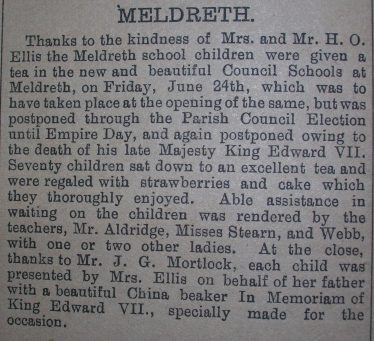 MELDRETH.
Thanks to the kindness of Mrs. and Mr. H. O.
Ellis the Meldreth school children were given a
tea in the new and beautiful Council Schools at
Meldreth, on Friday, June 24th, which was to
have taken place at the opening of the same, but was
postponed through the Parish Council Election
until Empire Day, and again postponed owing to
the death of his late Majesty King Edward VII.
Seventy children sat down to an excellent tea and
were regaled with strawberries and cake which
they thoroughly enjoyed. Able assistance in
waiting on the children was rendered by the
teachers, Mr. Aldridge, Misses Stearn, and Webb,
with one or two other ladies. At the close,
thanks to Mr. J. G. Mortlock, each child was
presented by Mrs. Ellis on behalf of her father
with a beautiful China beaker In Memoriam of
King Edward VII., specially made for the
occasion.